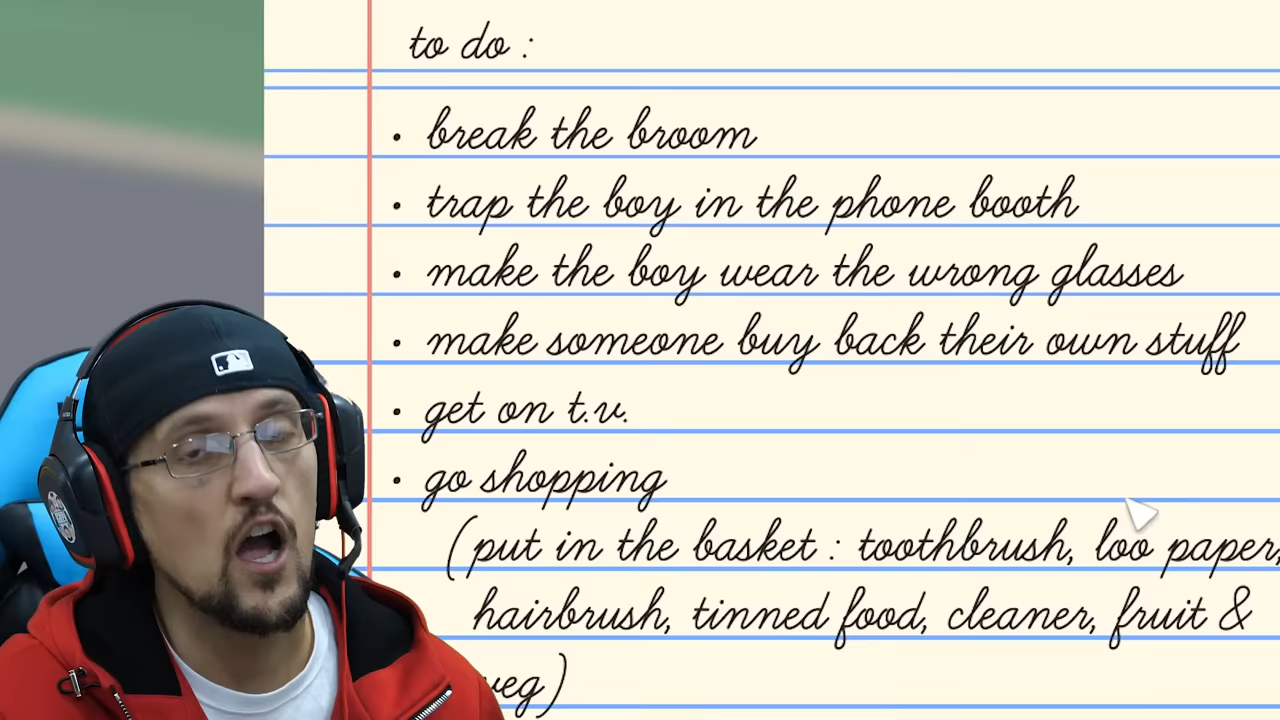 to do :
• break the broom
• trap the boy in the phone booth
• make the boy wear the wrong glasses
• make someone buy back their own stuff
• get on t.v.
• go shopping
(put in the basket : toothbrush, loo paper,
hairbrush, tinned food, cleaner, fruit &
veg)